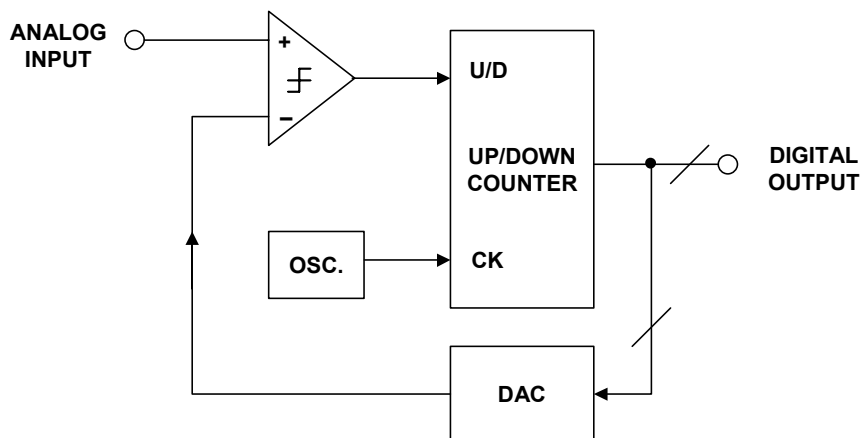 ANALOG
INPUT
+
−
U/D
UP/DOWN
COUNTER
DIGITAL
OUTPUT
OSC.
CK
DAC